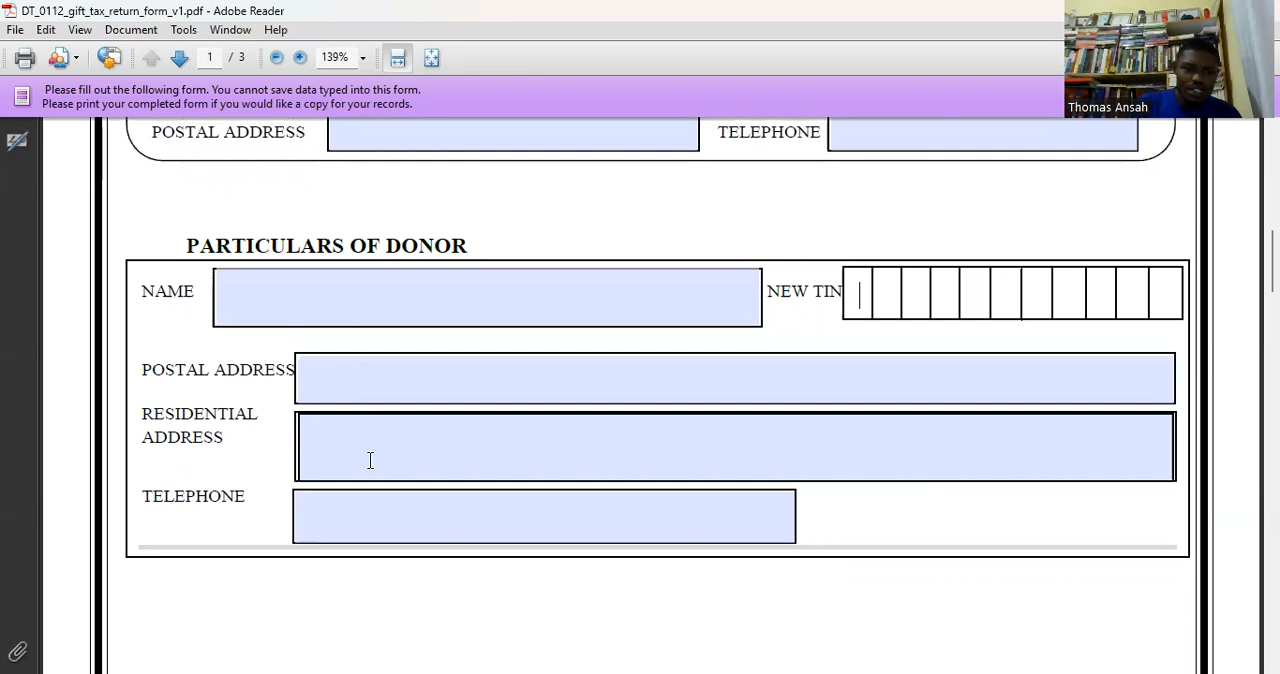 DT_0112_gift_tax_return_form_v1.pdf - Adobe Reader
File Edit View Document Tools Window Help
1 / 3 139%
Please fill out the following form. You cannot save data typed into this form.
Please print your completed form if you would like a copy for your records.
Thomas Ansah
POSTAL ADDRESS TELEPHONE
PARTICULARS OF DONOR
NAME NEW TIN
POSTAL ADDRESS
RESIDENTIAL
ADDRESS
TELEPHONE